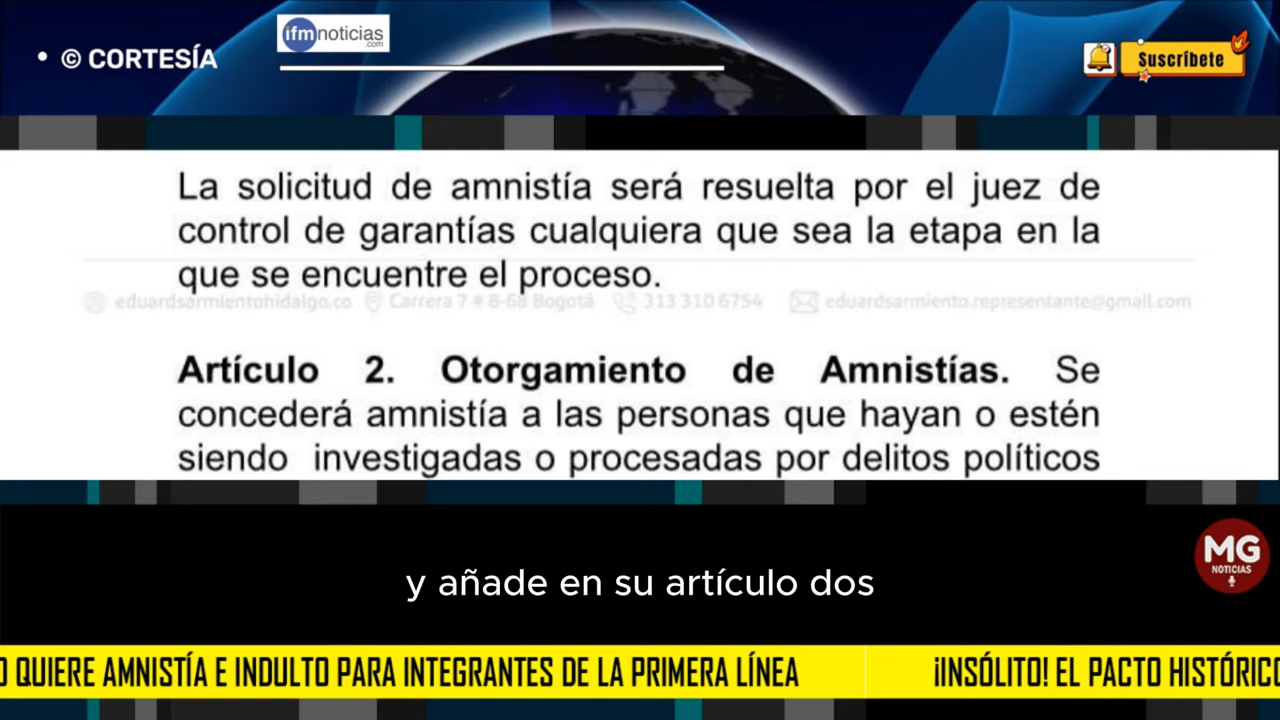 • © CORTESÍA
ifmnoticias
.com
Suscríbete
La solicitud de amnistía será resuelta por el juez de
control de garantías cualquiera que sea la etapa en la
que se encuentre el proceso.
eduardsarmientohidalgo.co Carrera 7 # 8-68 Bogotá 313 310 6754 eduardsarmiento.representante@gmail.com
Artículo 2. Otorgamiento de Amnistías. Se
concederá amnistía a las personas que hayan o estén
siendo investigadas o procesadas por delitos políticos
MG
NOTICIAS
y añade en su artículo dos
O QUIERE AMNISTÍA E INDULTO PARA INTEGRANTES DE LA PRIMERA LÍNEA ¡INSÓLITO! EL PACTO HISTÓRICO